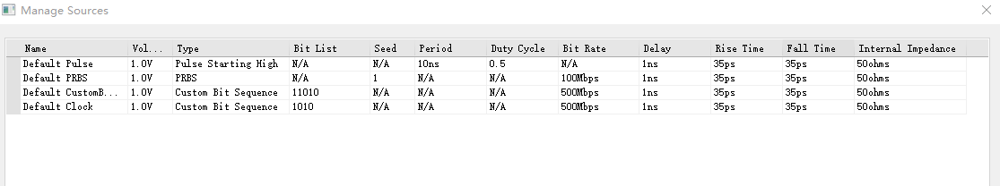 Manage Sources
Name Vol... Type Bit List Seed Period Duty Cycle Bit Rate Delay Rise Time Fall Time Internal Impedance
Default Pulse 1.0V Pulse Starting High N/A N/A 10ns 0.5 N/A 1ns 35ps 35ps 50ohms
Default PRBS 1.0V PRBS N/A 1 N/A N/A 100Mbps 1ns 35ps 35ps 50ohms
Default CustomB... 1.0V Custom Bit Sequence 11010 N/A N/A N/A 500Mbps 1ns 35ps 35ps 50ohms
Default Clock 1.0V Custom Bit Sequence 1010 N/A N/A N/A 500Mbps 1ns 35ps 35ps 50ohms